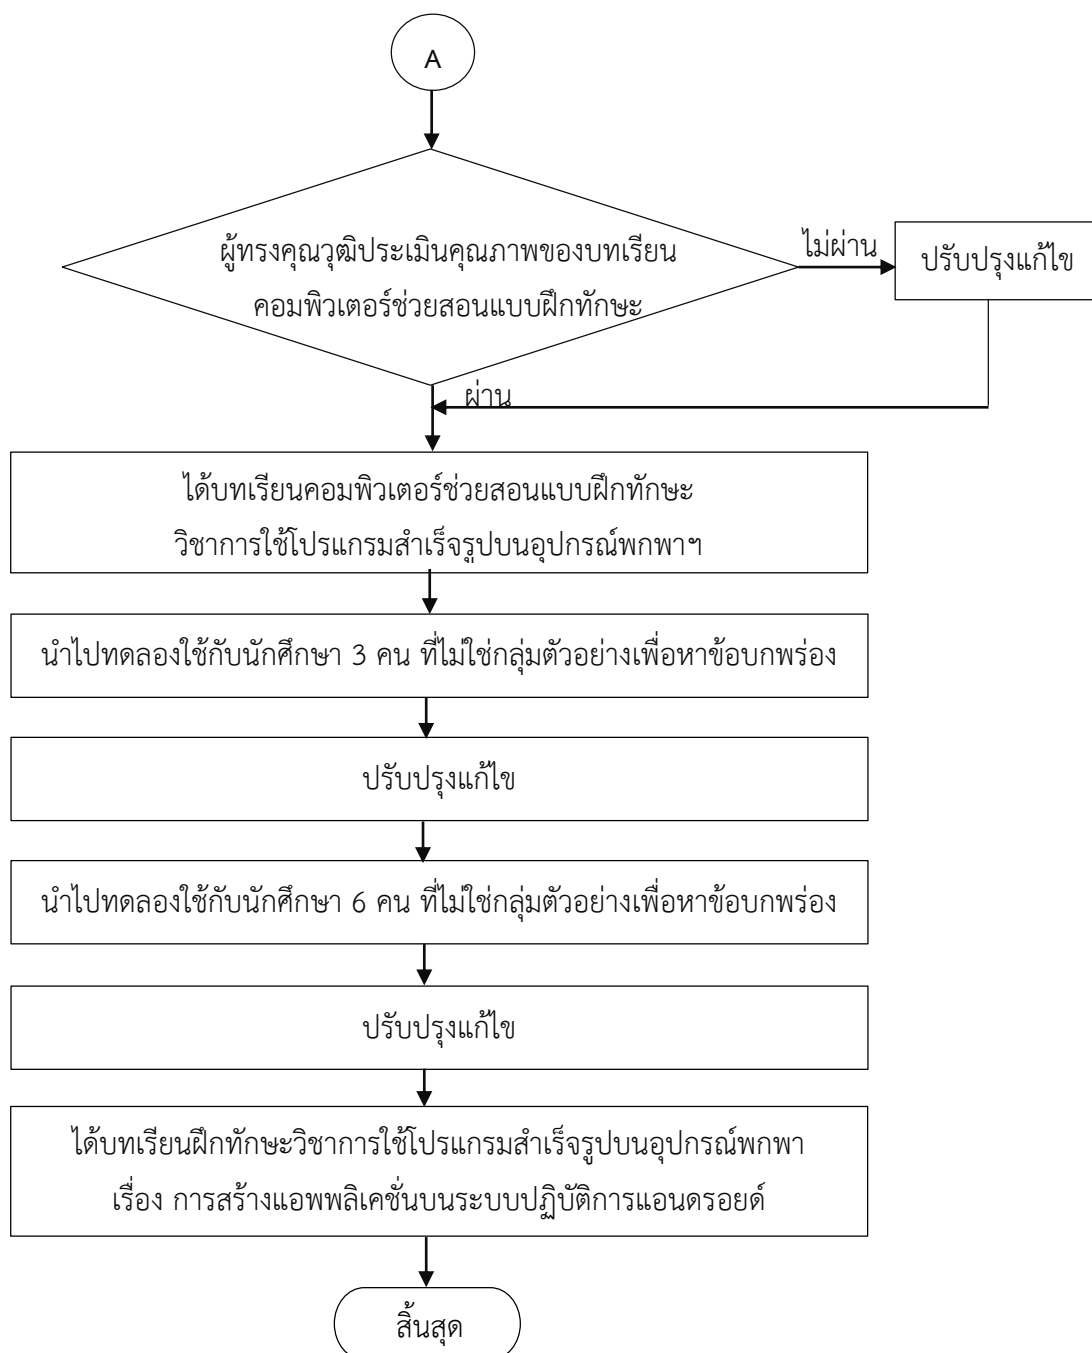 A
ผู้ทรงคุณวุฒิประเมินคุณภาพของบทเรียน
คอมพิวเตอร์ช่วยสอนแบบฝึกทักษะ
ไม่ผ่าน
ปรับปรุงแก้ไข
ผ่าน
ได้บทเรียนคอมพิวเตอร์ช่วยสอนแบบฝึกทักษะ
วิชาการใช้โปรแกรมสำเร็จรูปบนอุปกรณ์พกพาฯ
นำไปทดลองใช้กับนักศึกษา 3 คน ที่ไม่ใช่กลุ่มตัวอย่างเพื่อหาข้อบกพร่อง
ปรับปรุงแก้ไข
นำไปทดลองใช้กับนักศึกษา 6 คน ที่ไม่ใช่กลุ่มตัวอย่างเพื่อหาข้อบกพร่อง
ปรับปรุงแก้ไข
ได้บทเรียนฝึกทักษะวิชาการใช้โปรแกรมสำเร็จรูปบนอุปกรณ์พกพา
เรื่อง การสร้างแอพพลิเคชั่นบนระบบปฏิบัติการแอนดรอยด์
สิ้นสุด